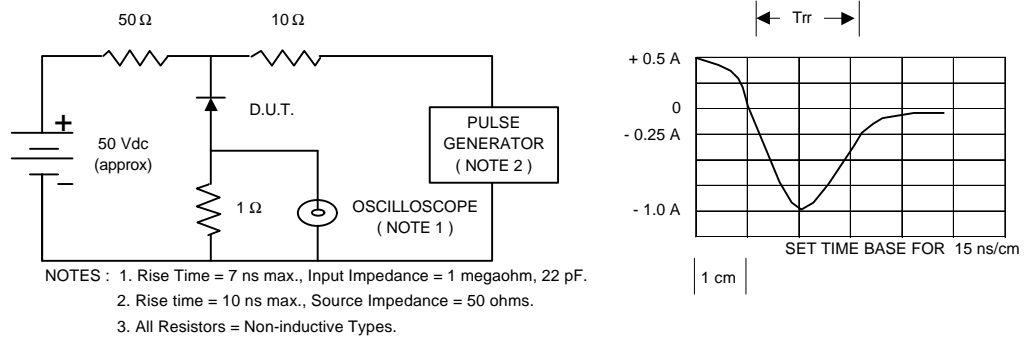 50 Ω
10 Ω
+
50 Vdc
(approx)
−
D.U.T.
1 Ω
OSCILLOSCOPE
( NOTE 1 )
PULSE
GENERATOR
( NOTE 2 )
Trr
+ 0.5 A
0
- 0.25 A
- 1.0 A
SET TIME BASE FOR 15 ns/cm
1 cm
NOTES : 1. Rise Time = 7 ns max., Input Impedance = 1 megaohm, 22 pF.
2. Rise time = 10 ns max., Source Impedance = 50 ohms.
3. All Resistors = Non-inductive Types.